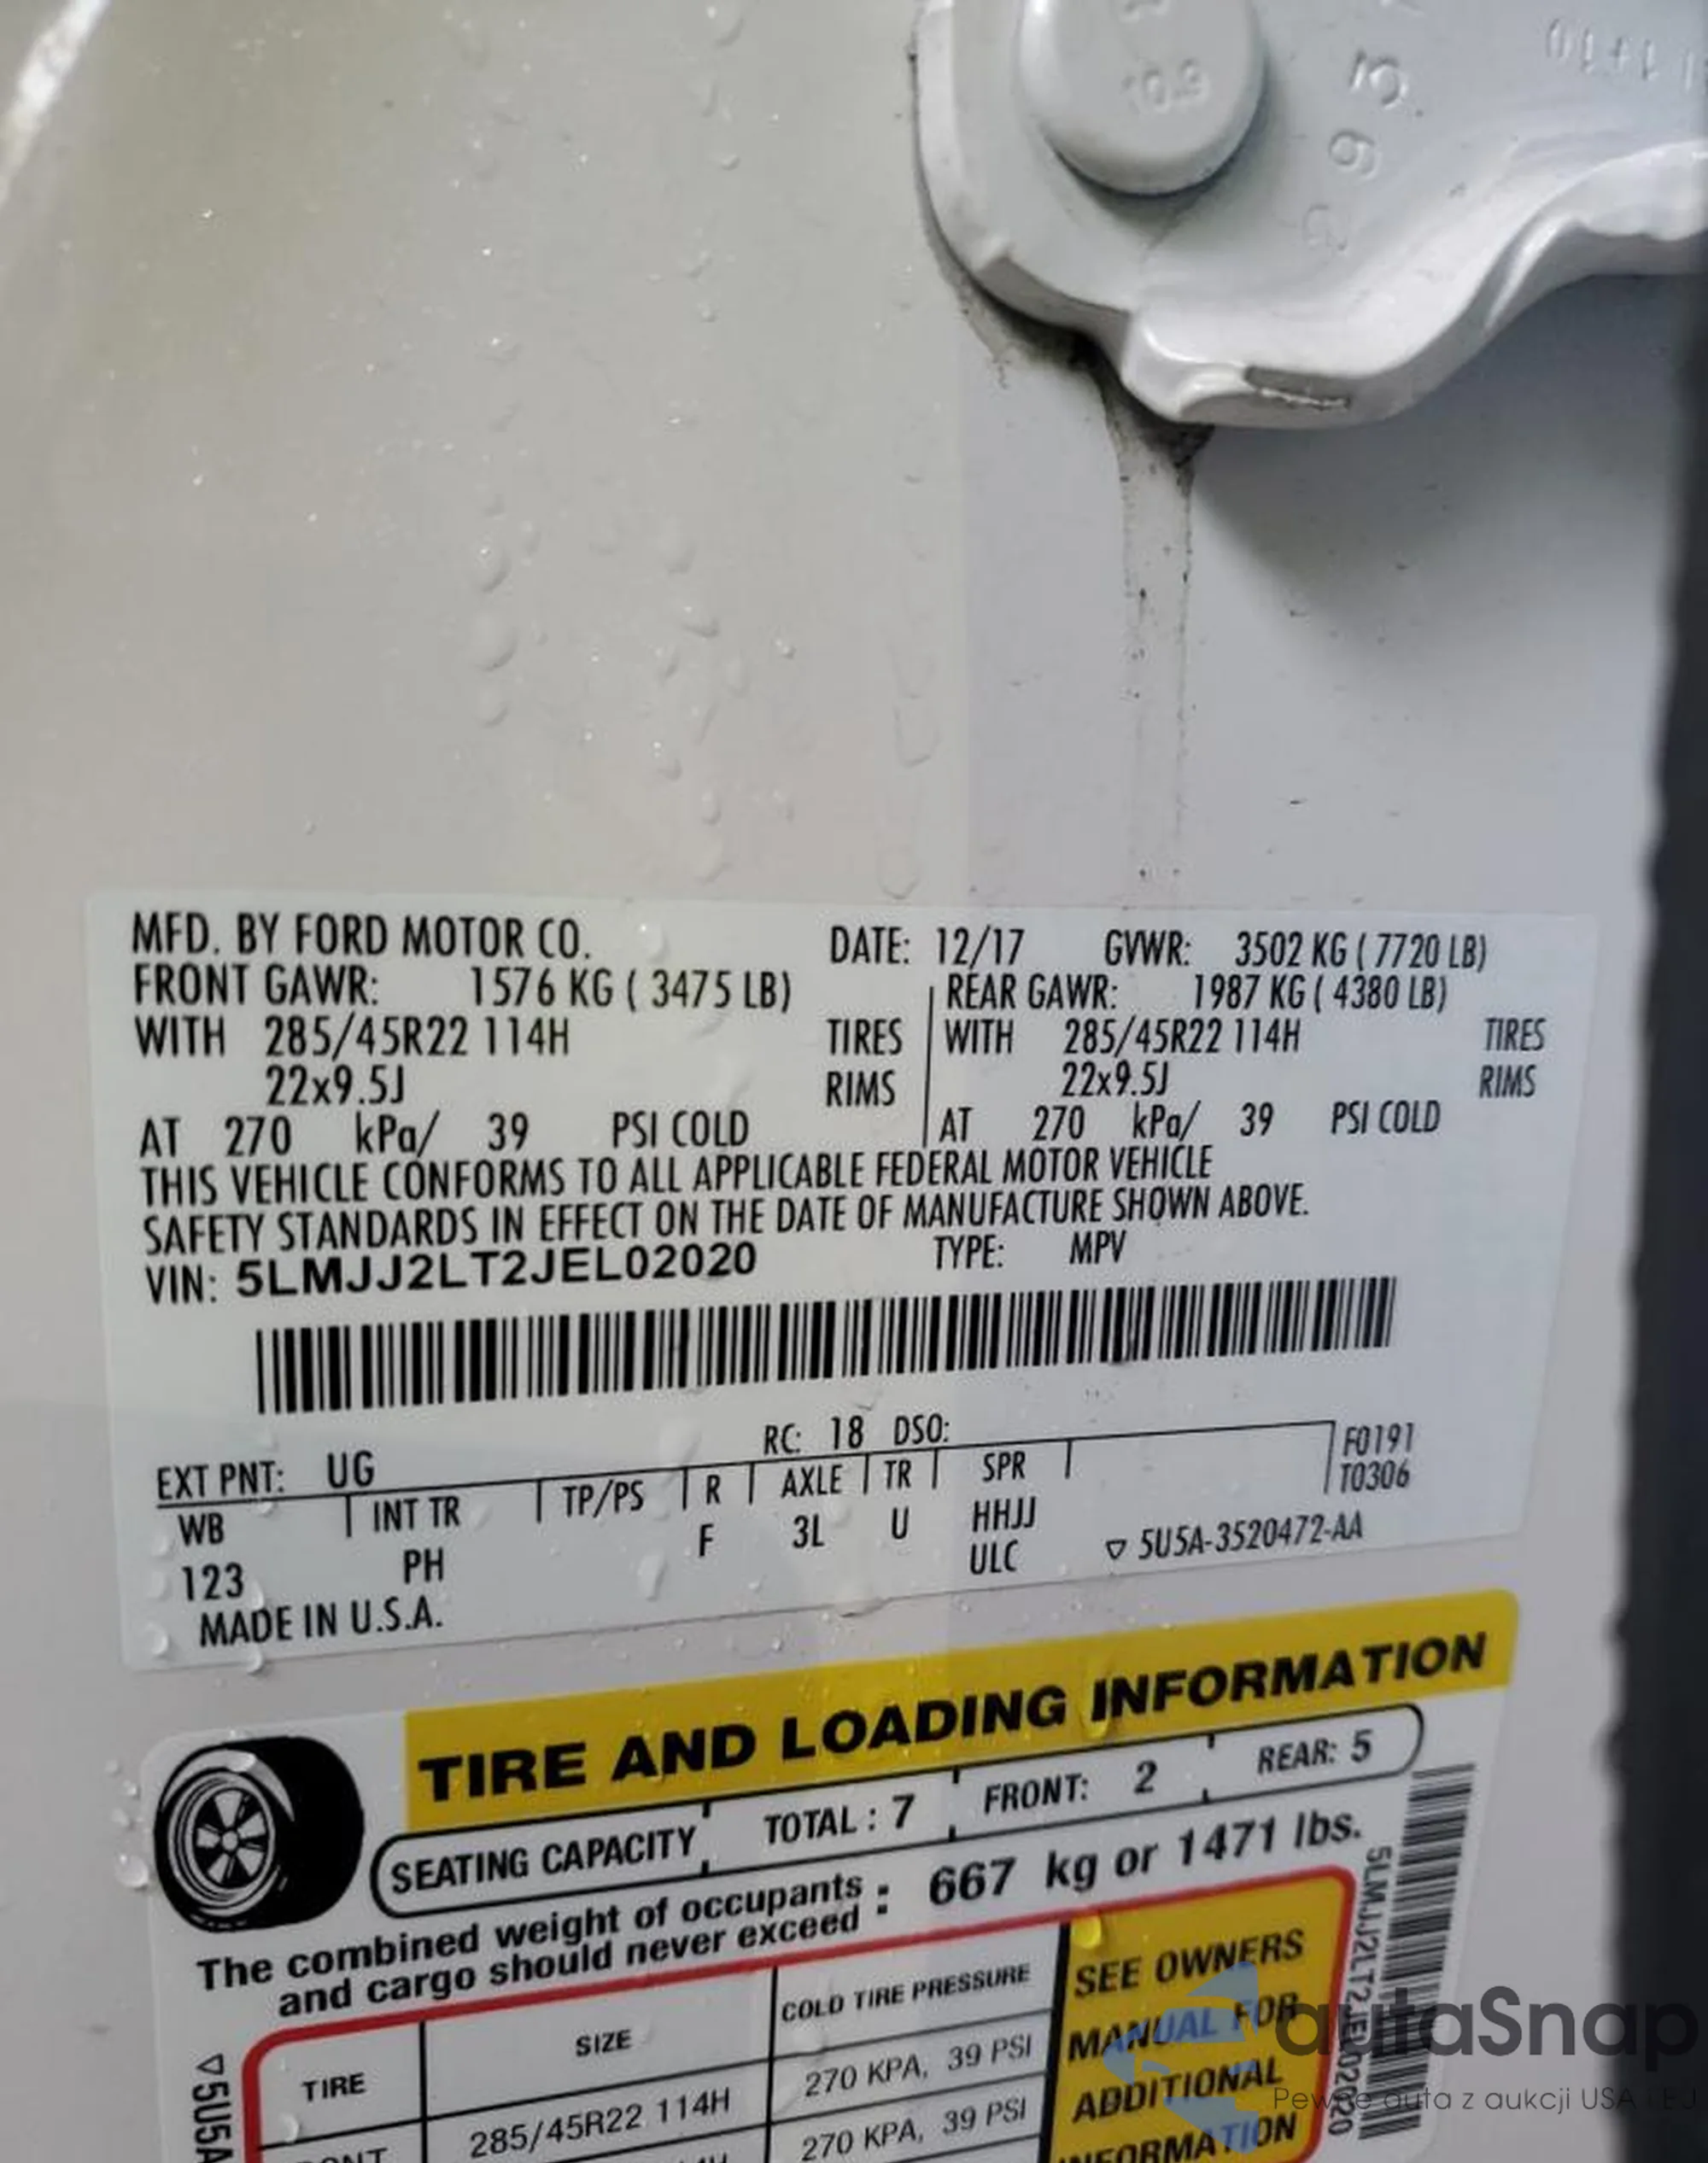 10.9
MFD. BY FORD MOTOR CO. DATE: 12/17 GVWR: 3502 KG ( 7720 LB)
FRONT GAWR: 1576 KG ( 3475 LB) REAR GAWR: 1987 KG ( 4380 LB)
WITH 285/45R22 114H TIRES WITH 285/45R22 114H TIRES
22x9.5J RIMS 22x9.5J RIMS
AT 270 kPa/ 39 PSI COLD AT 270 kPa/ 39 PSI COLD
THIS VEHICLE CONFORMS TO ALL APPLICABLE FEDERAL MOTOR VEHICLE
SAFETY STANDARDS IN EFFECT ON THE DATE OF MANUFACTURE SHOWN ABOVE.
VIN: 5LMJJ2LT2JEL02020 TYPE: MPV
RC: 18 DSO: F0191
EXT PNT: UG T0306
WB INT TR TP/PS R AXLE TR SPR
123 PH F 3L U HHJJ
ULC ▽ 5U5A-3520472-AA
MADE IN U.S.A.
TIRE AND LOADING INFORMATION
SEATING CAPACITY TOTAL : 7 FRONT: 2 REAR: 5
The combined weight of occupants
and cargo should never exceed : 667 kg or 1471 lbs.
TIRE SIZE COLD TIRE PRESSURE
285/45R22 114H 270 KPA, 39 PSI
270 KPA, 39 PSI
SEE OWNERS
MANUAL FOR
ADDITIONAL
INFORMATION
5LMJJ2LT2JEL02020
▽5U5A
autaSnap
Pewne auta z aukcji USA i EU